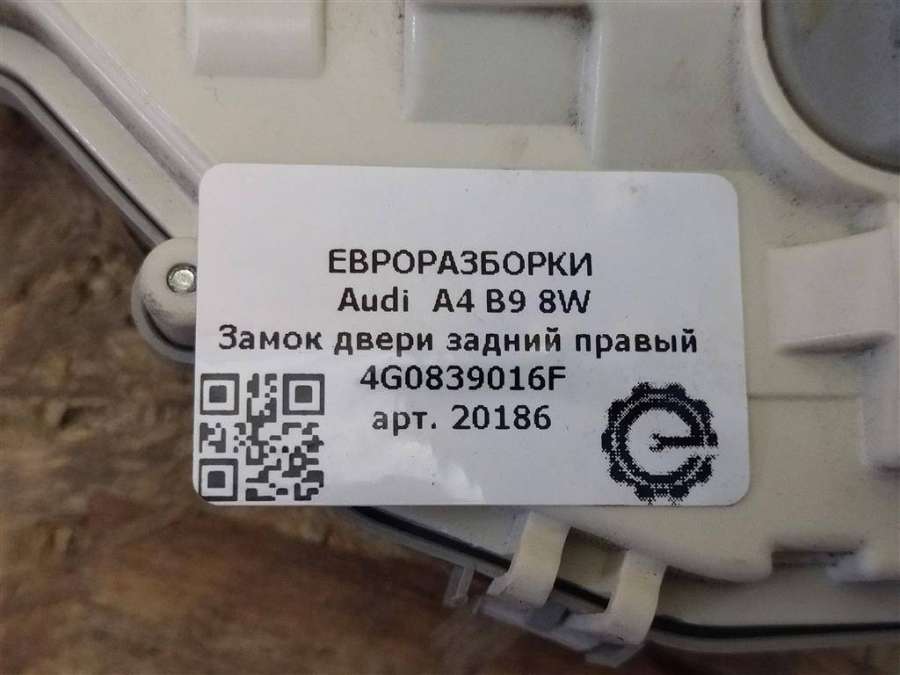 ЕВРОРАЗБОРКИ
Audi A4 B9 8W
Замок двери задний правый
4G0839016F
арт. 20186